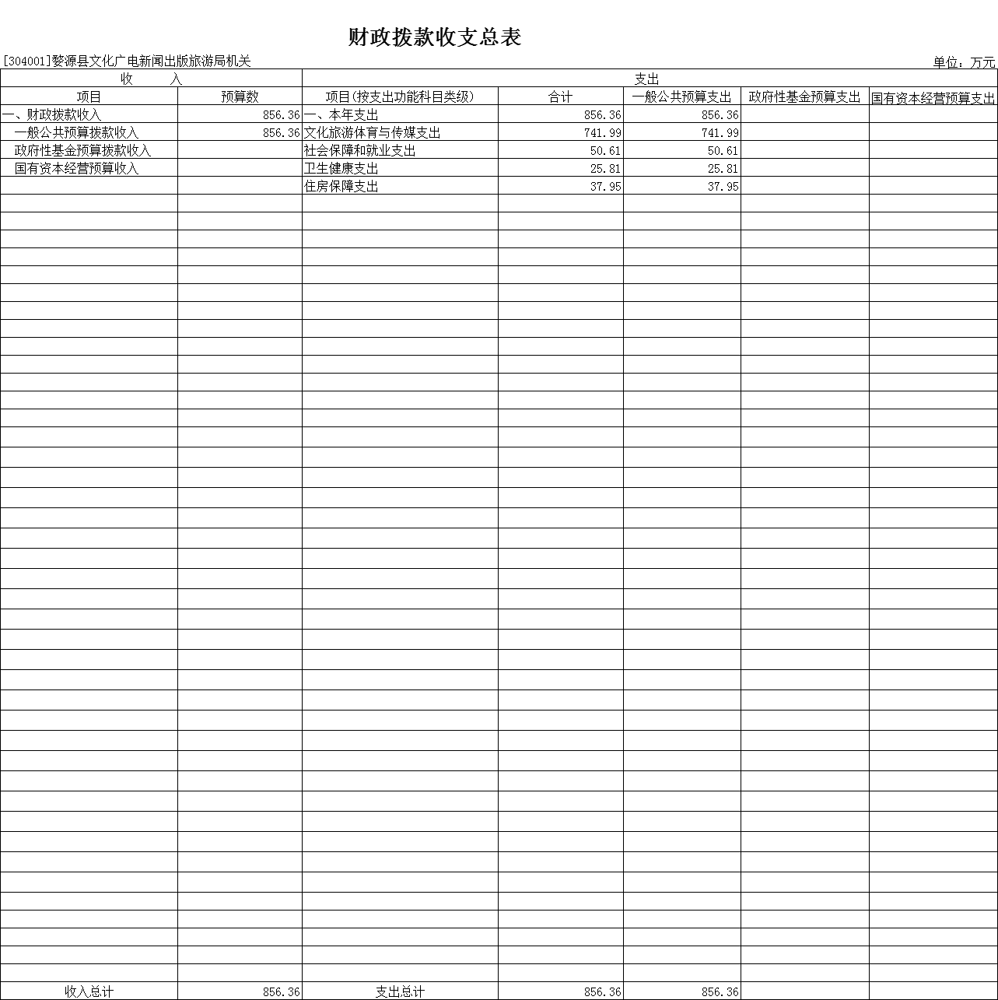 财政拨款收支总表
[304001]婺源县文化广电新闻出版旅游局机关 单位：万元
收 入 支出
项目 预算数 项目(按支出功能科目类级) 合计 一般公共预算支出 政府性基金预算支出 国有资本经营预算支出
一、财政拨款收入 856.36 一、本年支出 856.36 856.36
一般公共预算拨款收入 856.36 文化旅游体育与传媒支出 741.99 741.99
政府性基金预算拨款收入 社会保障和就业支出 50.61 50.61
国有资本经营预算收入 卫生健康支出 25.81 25.81
住房保障支出 37.95 37.95
收入总计 856.36 支出总计 856.36 856.36